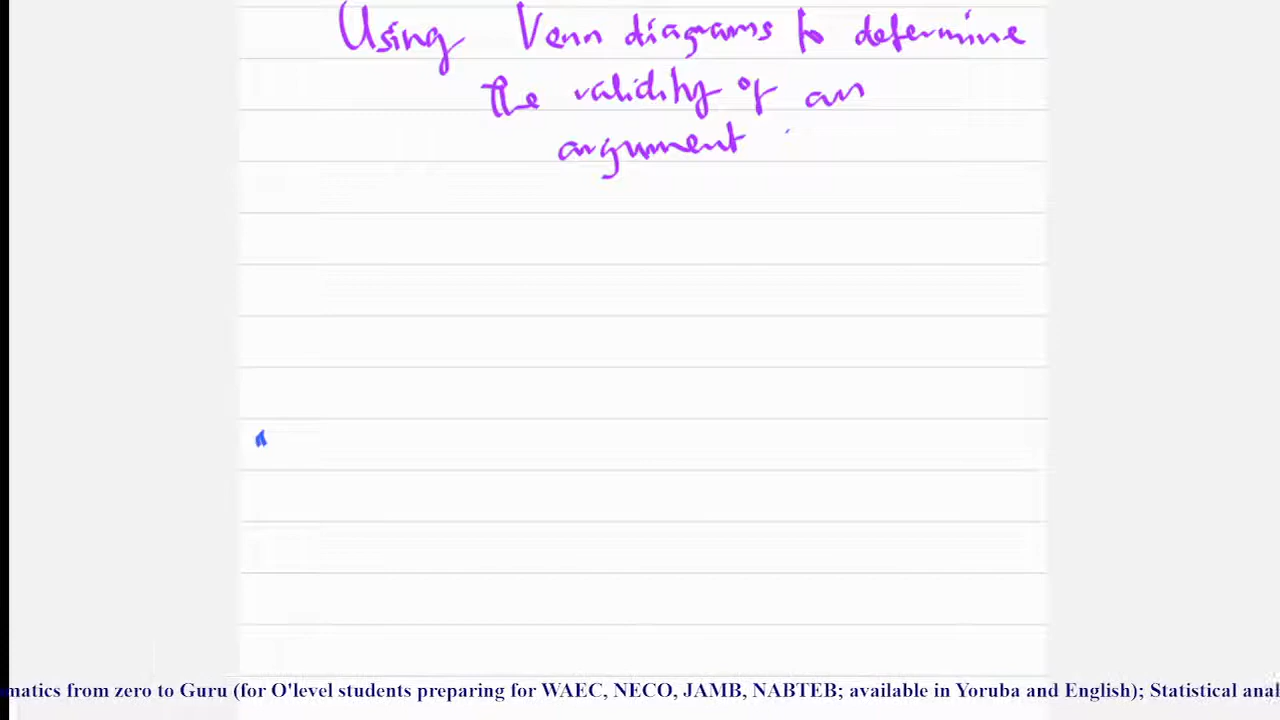 Using Venn diagrams to determine
the validity of an
argument
matics from zero to Guru (for O'level students preparing for WAEC, NECO, JAMB, NABTEB; available in Yoruba and English); Statistical anal